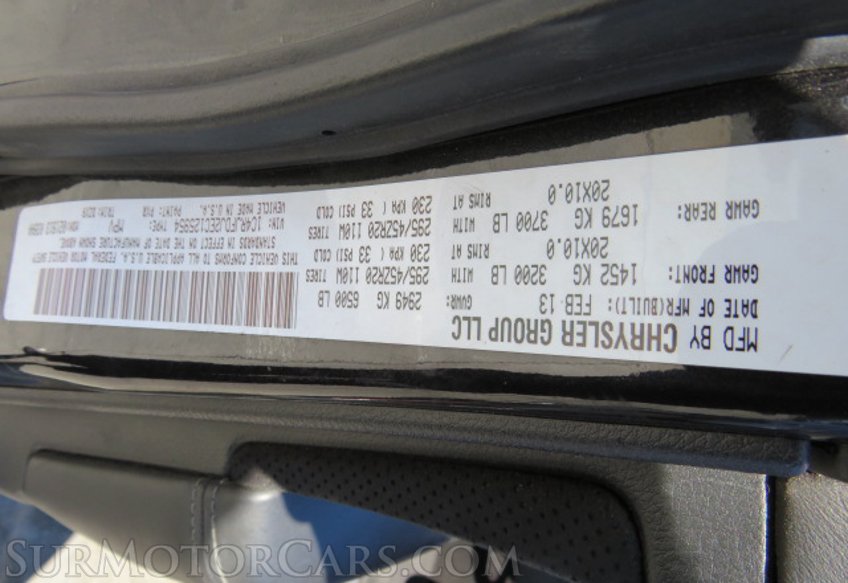 MFD BY CHRYSLER GROUP LLC
DATE OF MFR(BUILT): FEB-13 GVWR: 2949 KG 6500 LB
GAWR FRONT: 1452 KG 3200 LB WITH 295/45ZR20 110W TIRES
20X10.0 RIMS AT 230 KPA ( 33 PSI) COLD
GAWR REAR: 1679 KG 3700 LB WITH 295/45ZR20 110W TIRES
20X10.0 RIMS AT 230 KPA ( 33 PSI) COLD
THIS VEHICLE CONFORMS TO ALL APPLICABLE U.S.A. FEDERAL MOTOR VEHICLE SAFETY
STANDARDS IN EFFECT ON THE DATE OF MANUFACTURE SHOWN ABOVE.
VIN: TYPE: MPV
VEHICLE MADE IN U.S.A. PAINT: TRIM:
SurMotorCars.com